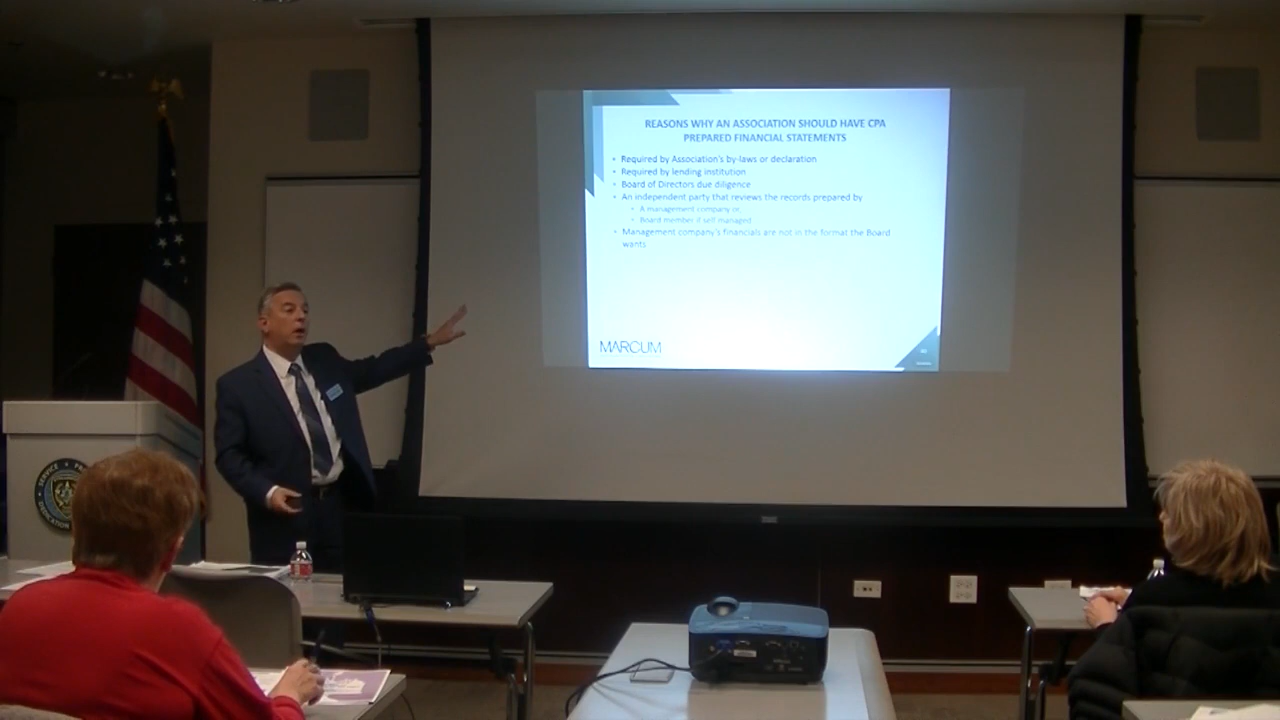 REASONS WHY AN ASSOCIATION SHOULD HAVE CPA
PREPARED FINANCIAL STATEMENTS
• Required by Association's by-laws or declaration
• Required by lending institution
• Board of Directors due diligence
• An independent party that reviews the records prepared by
• A management company or,
• Board member if self managed
• Management company's financials are not in the format the Board
wants
MARCUM
SERVICE